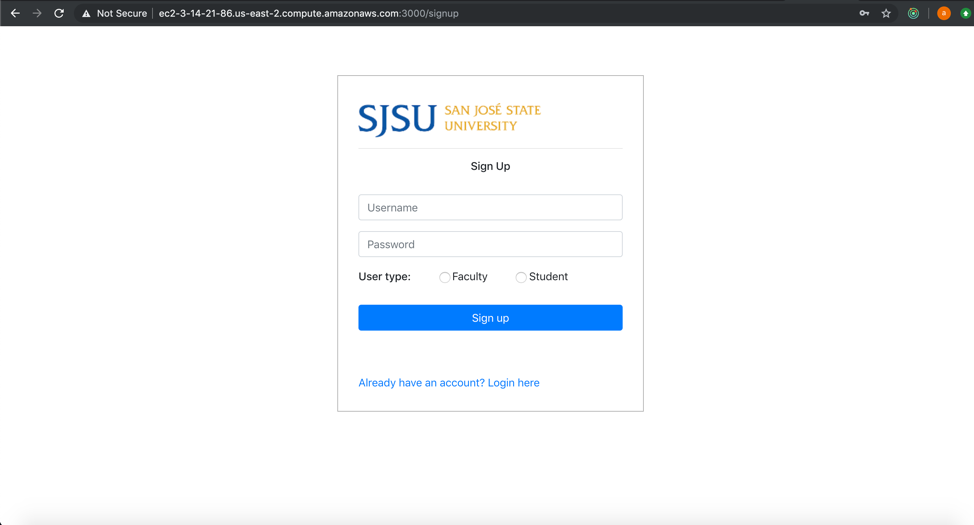 Not Secure | ec2-3-14-21-86.us-east-2.compute.amazonaws.com:3000/signup
a
SJSU SAN JOSÉ STATE
UNIVERSITY
Sign Up
Username
Password
User type: Faculty Student
Sign up
Already have an account? Login here